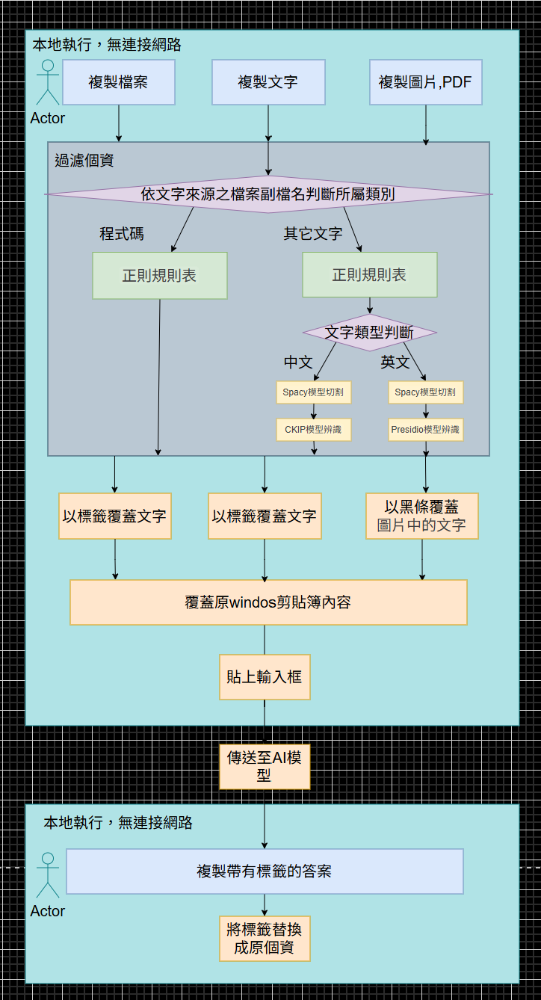 本地執行，無連接網路
複製檔案
複製文字
複製圖片,PDF
Actor
過濾個資
依文字來源之檔案副檔名判斷所屬類別
程式碼
其它文字
正則規則表
正則規則表
文字類型判斷
中文
英文
Spacy模型切割
Spacy模型切割
CKIP模型辨識
Presidio模型辨識
以標籤覆蓋文字
以標籤覆蓋文字
以黑條覆蓋
圖片中的文字
覆蓋原windos剪貼簿內容
貼上輸入框
傳送至AI模
型
本地執行，無連接網路
複製帶有標籤的答案
Actor
將標籤替換
成原個資